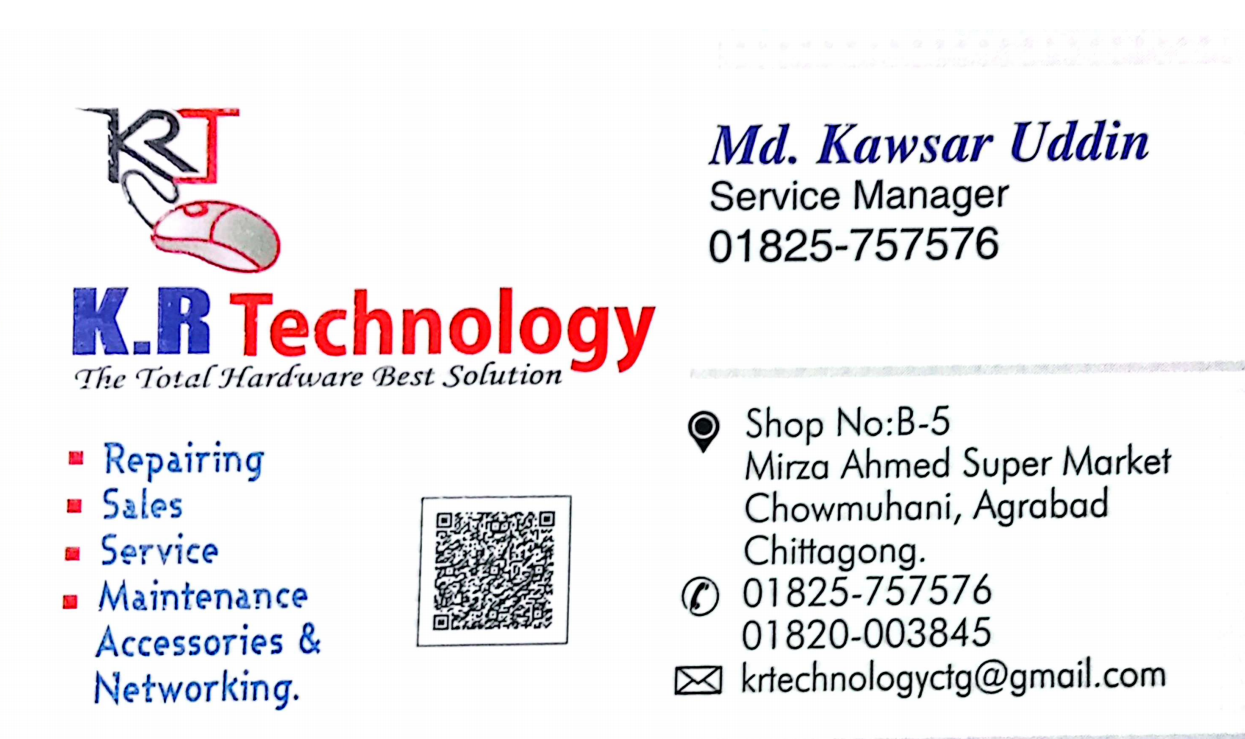 KRT
K.R Technology
The Total Hardware Best Solution
Repairing
Sales
Service
Maintenance
Accessories &
Networking.
Md. Kawsar Uddin
Service Manager
01825-757576
Shop No:B-5
Mirza Ahmed Super Market
Chowmuhani, Agrabad
Chittagong.
01825-757576
01820-003845
krtechnologyctg@gmail.com